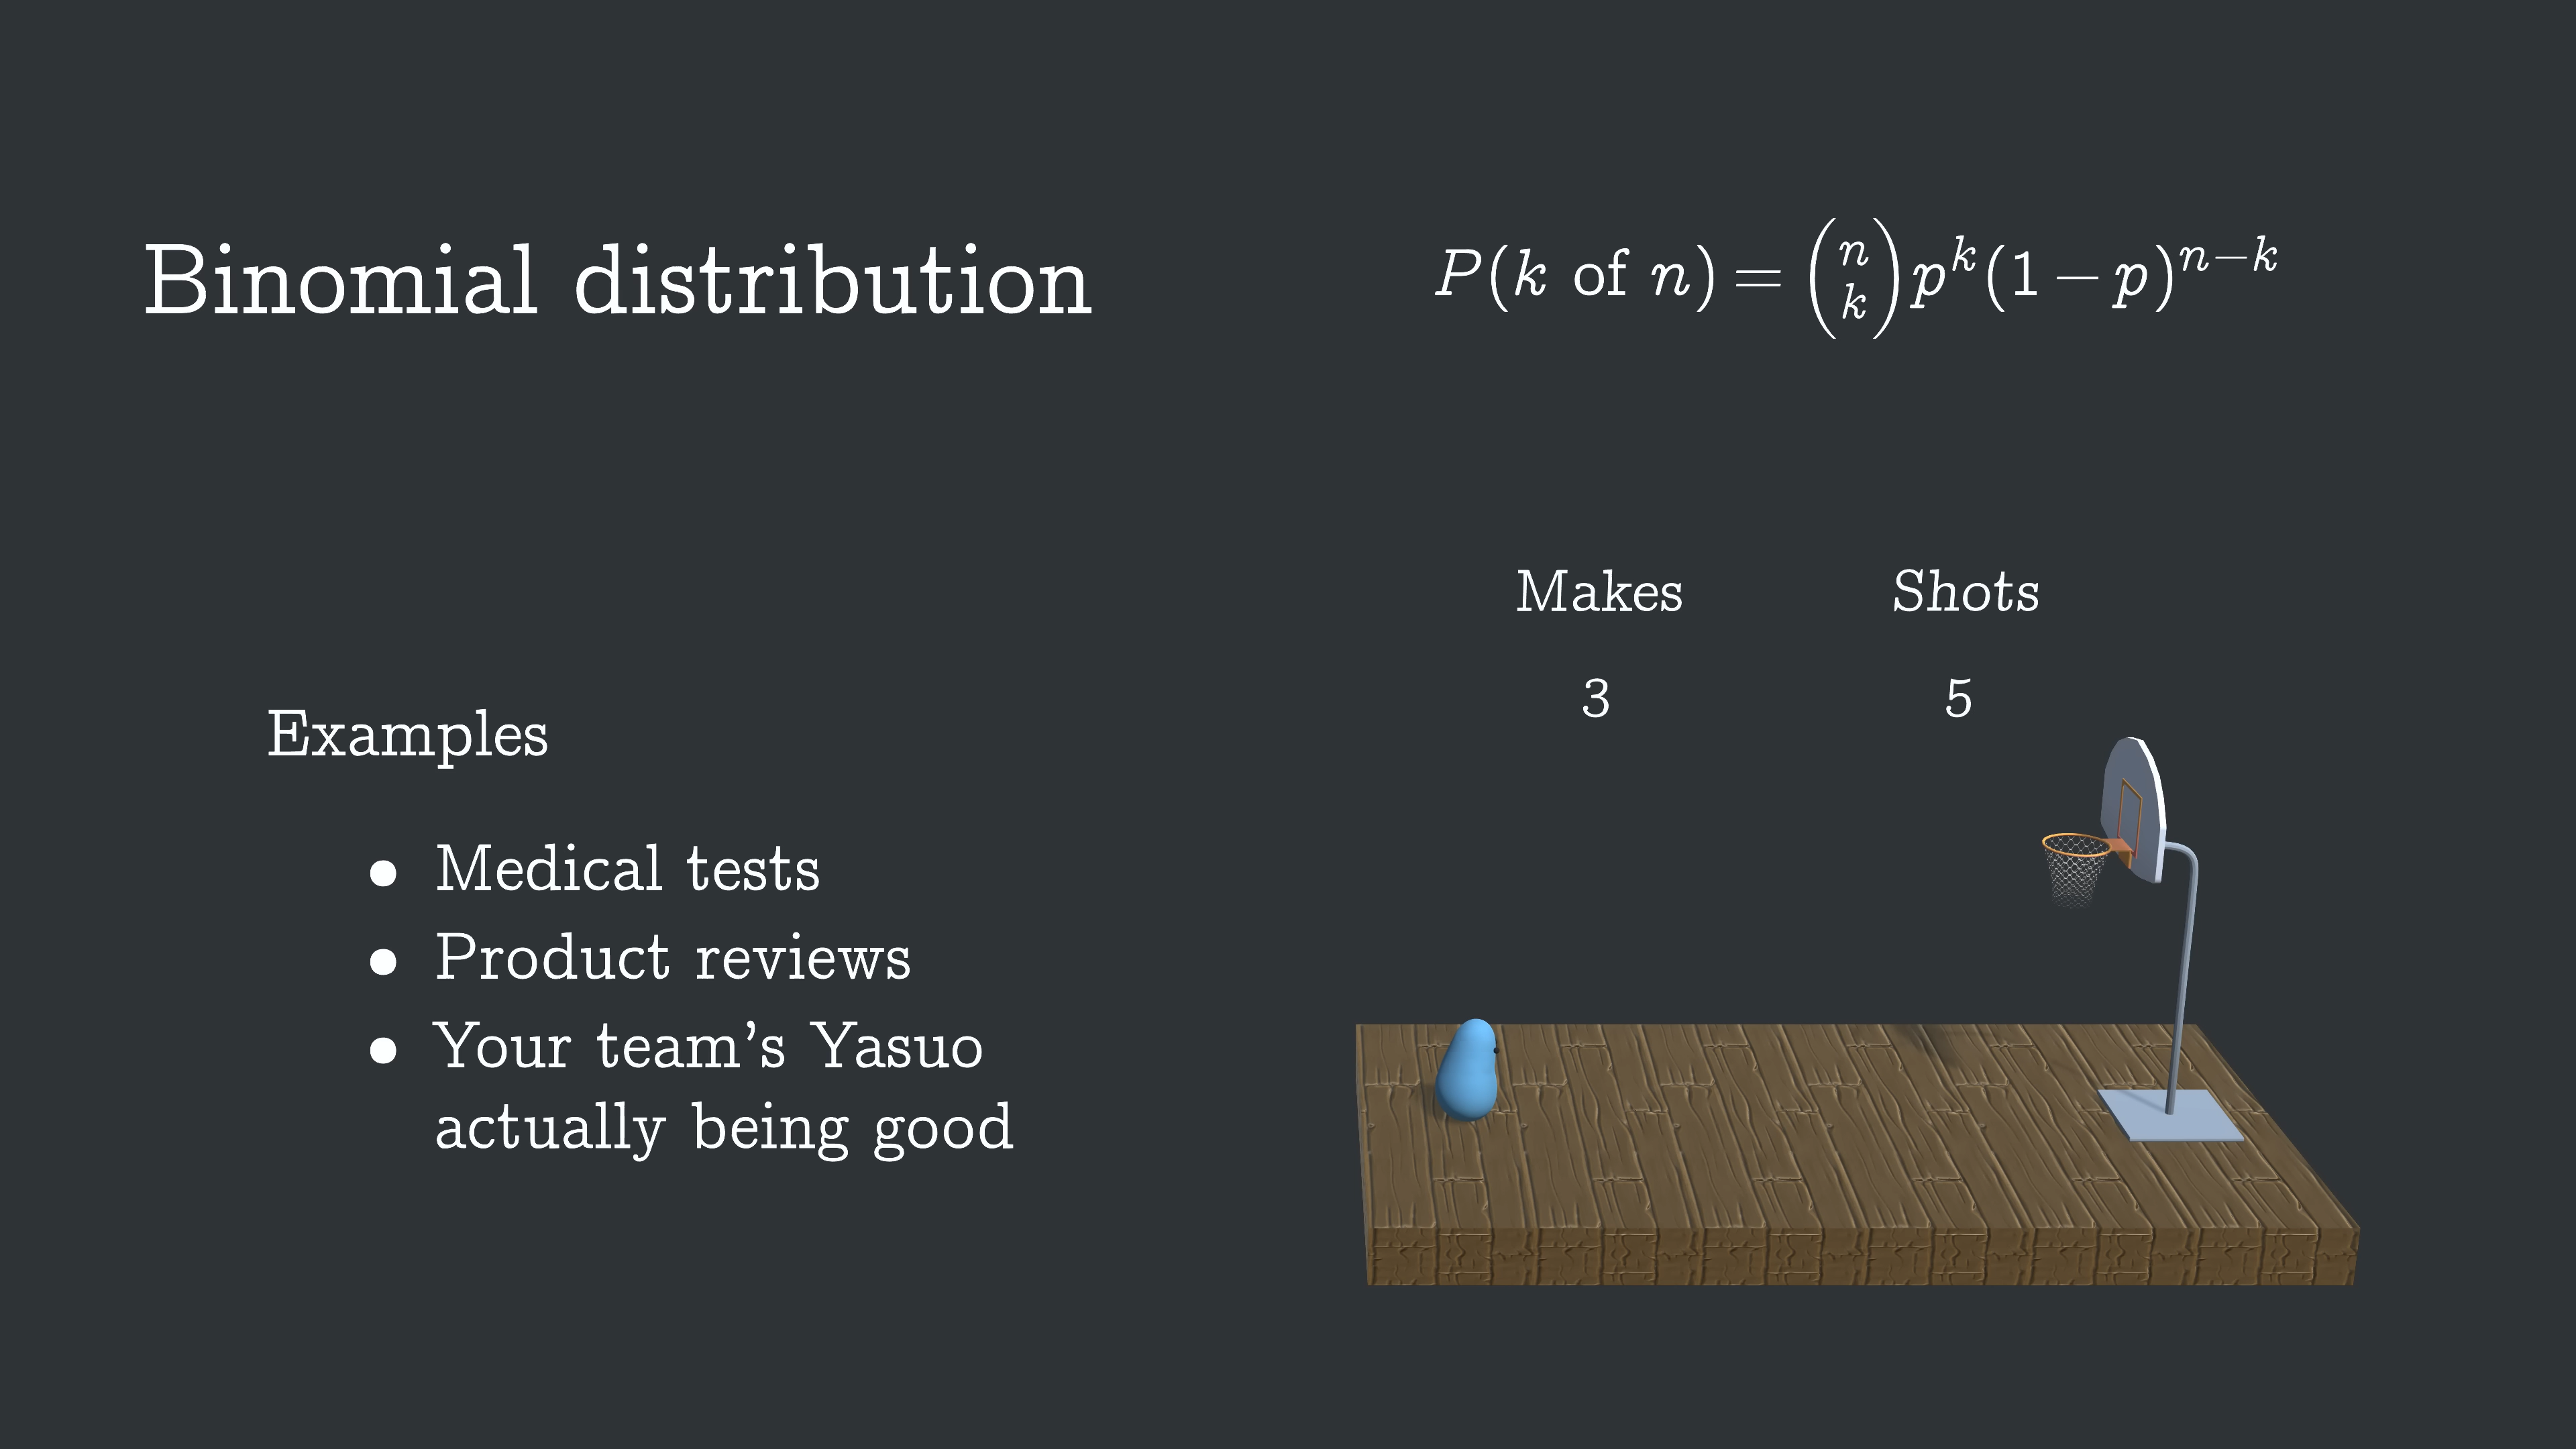 Binomial distribution
P(k of n) = \binom{n}{k} p^k (1 − p)^{n−k}
Makes Shots
3 5
Examples
● Medical tests
● Product reviews
● Your team’s Yasuo
actually being good